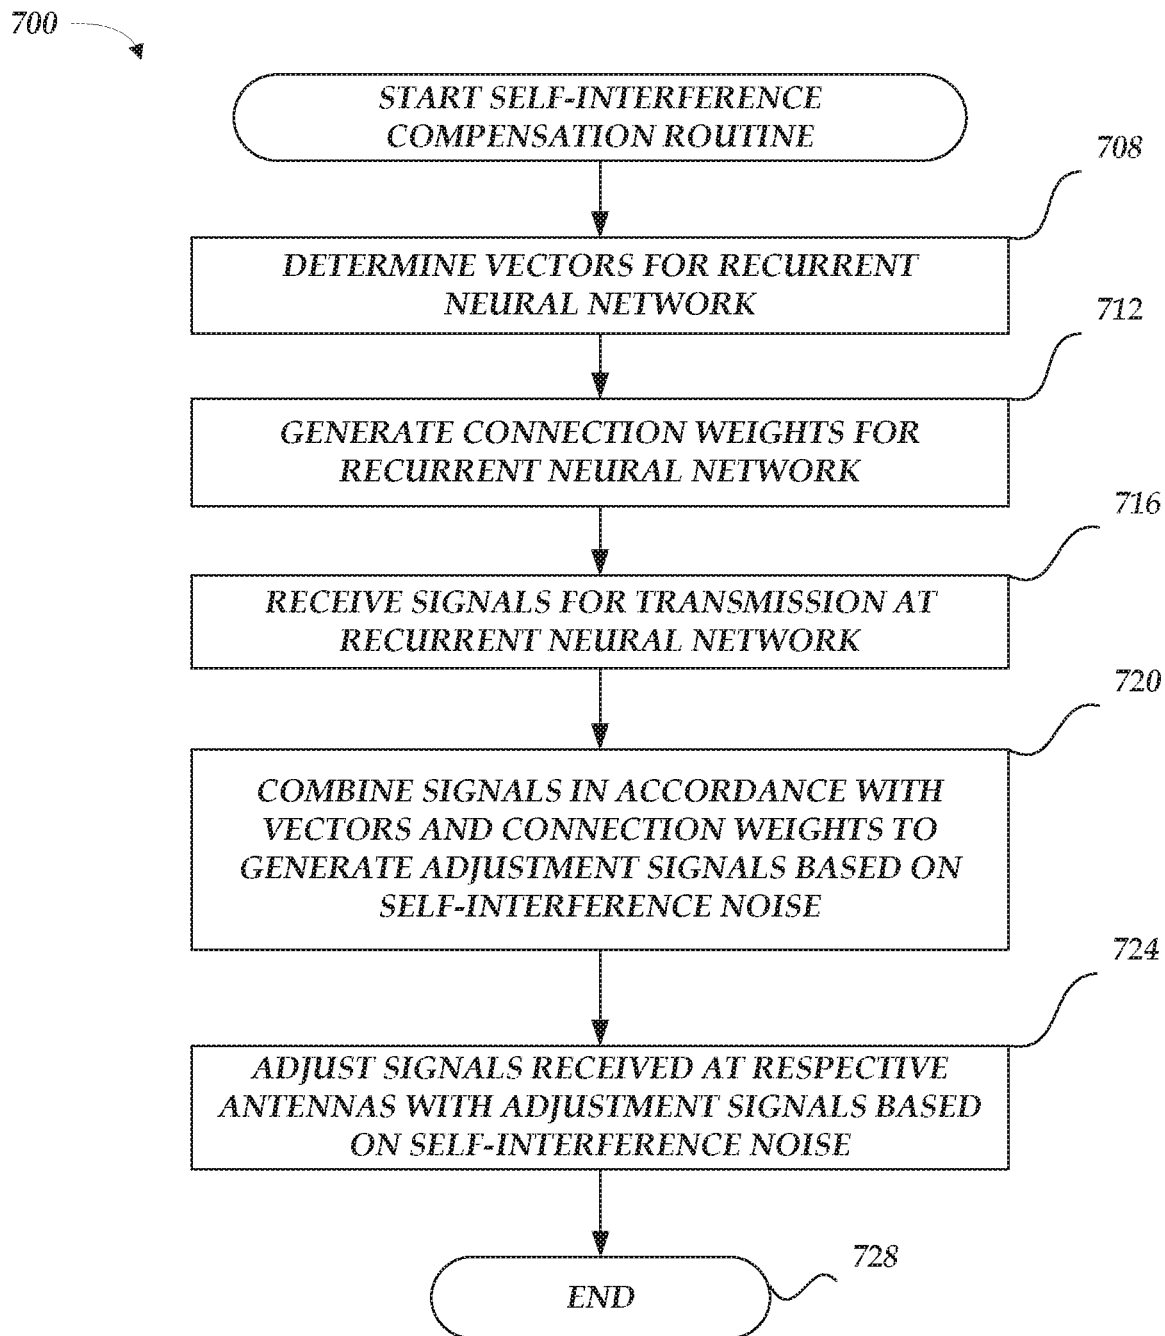 700
START SELF-INTERFERENCE
COMPENSATION ROUTINE
708
DETERMINE VECTORS FOR RECURRENT
NEURAL NETWORK
712
GENERATE CONNECTION WEIGHTS FOR
RECURRENT NEURAL NETWORK
716
RECEIVE SIGNALS FOR TRANSMISSION AT
RECURRENT NEURAL NETWORK
720
COMBINE SIGNALS IN ACCORDANCE WITH
VECTORS AND CONNECTION WEIGHTS TO
GENERATE ADJUSTMENT SIGNALS BASED ON
SELF-INTERFERENCE NOISE
724
ADJUST SIGNALS RECEIVED AT RESPECTIVE
ANTENNAS WITH ADJUSTMENT SIGNALS BASED
ON SELF-INTERFERENCE NOISE
728
END